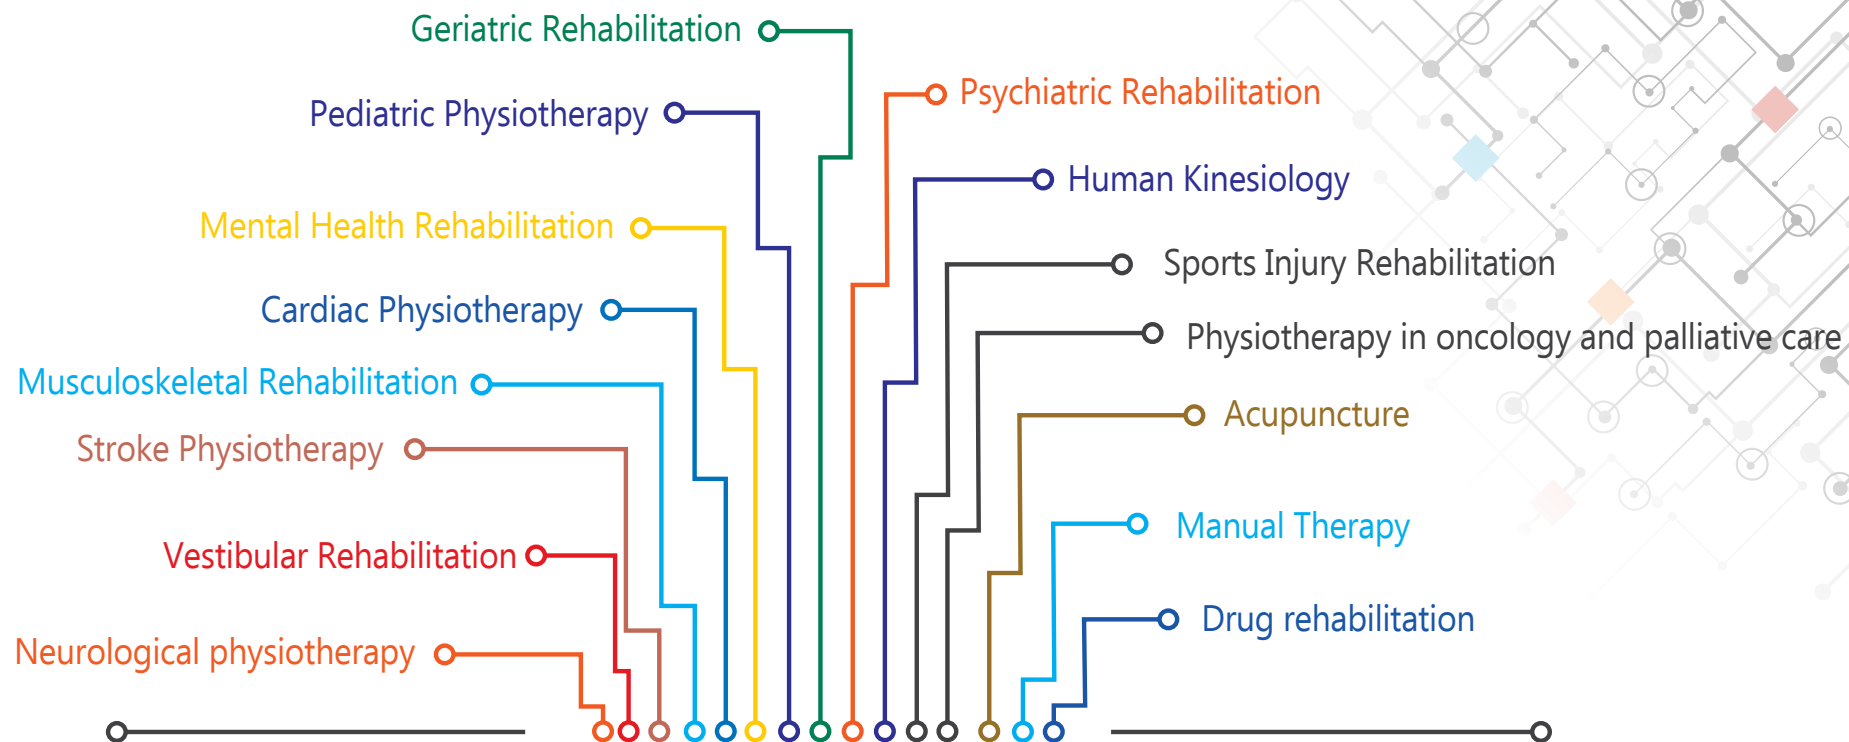 Geriatric Rehabilitation
Pediatric Physiotherapy
Mental Health Rehabilitation
Cardiac Physiotherapy
Musculoskeletal Rehabilitation
Stroke Physiotherapy
Vestibular Rehabilitation
Neurological physiotherapy
Psychiatric Rehabilitation
Human Kinesiology
Sports Injury Rehabilitation
Physiotherapy in oncology and palliative care
Acupuncture
Manual Therapy
Drug rehabilitation